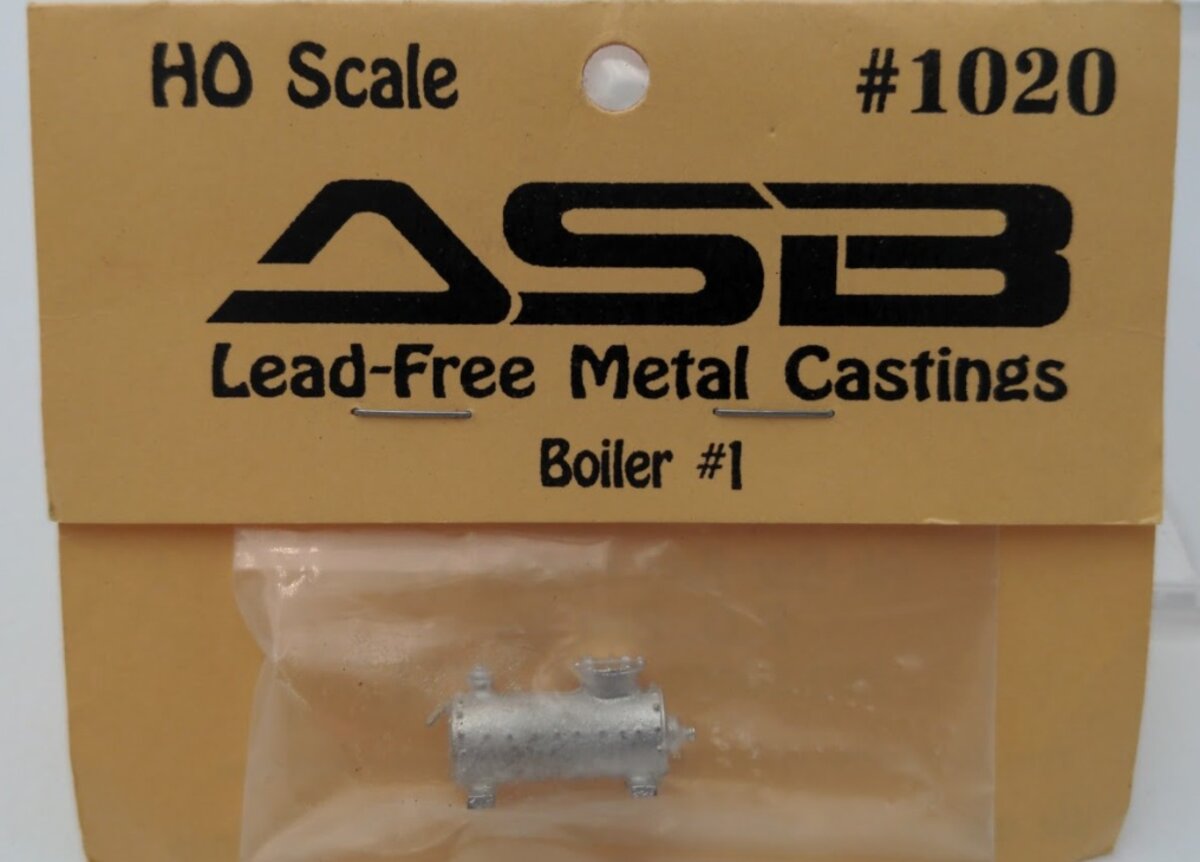 HO Scale #1020
ASB
Lead-Free Metal Castings
Boiler #1